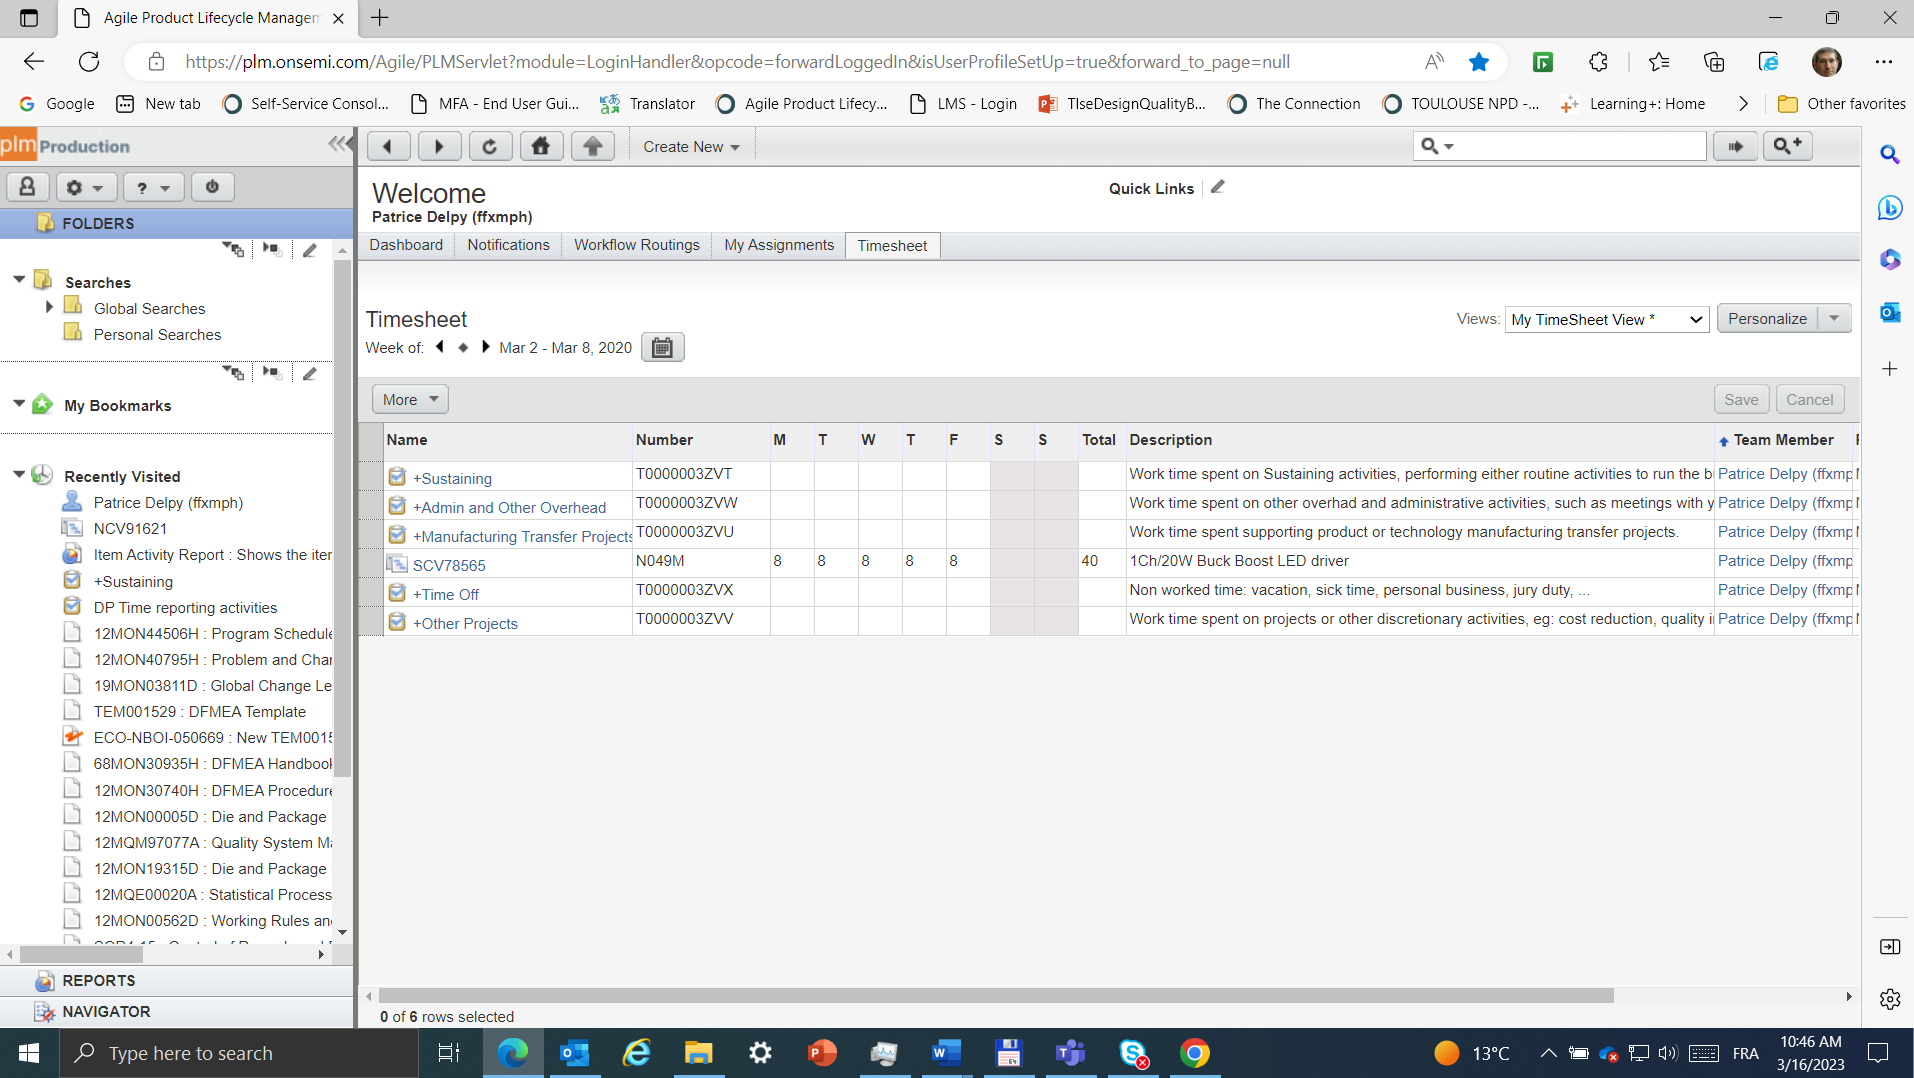 Agile Product Lifecycle Managem
https://plm.onsemi.com/Agile/PLMServlet?module=LoginHandler&opcode=forwardLoggedIn&isUserProfileSetUp=true&forward_to_page=null
Google
New tab
Self-Service Consol...
MFA - End User Gui...
Translator
Agile Product Lifecy...
LMS - Login
TlseDesignQualityB...
The Connection
TOULOUSE NPD -...
Learning+: Home
Other favorites
plm Production
Create New
FOLDERS
Searches
Global Searches
Personal Searches
My Bookmarks
Recently Visited
Patrice Delpy (ffxmph)
NCV91621
Item Activity Report : Shows the iter
+Sustaining
DP Time reporting activities
12MON44506H : Program Schedule
12MON40795H : Problem and Char
19MON03811D : Global Change Le
TEM001529 : DFMEA Template
ECO-NBOI-050669 : New TEM0015
68MON30935H : DFMEA Handbook
12MON30740H : DFMEA Procedure
12MON00005D : Die and Package
12MQM97077A : Quality System Ma
12MON19315D : Die and Package
12MQE00020A : Statistical Process
12MON00562D : Working Rules and
REPORTS
NAVIGATOR
Welcome
Patrice Delpy (ffxmph)
Quick Links
Dashboard Notifications Workflow Routings My Assignments Timesheet
Timesheet
Views: My TimeSheet View * Personalize
Week of: Mar 2 - Mar 8, 2020
More Save Cancel
Name Number M T W T F S S Total Description Team Member
+Sustaining T0000003ZVT Work time spent on Sustaining activities, performing either routine activities to run the bu Patrice Delpy (ffxmp
+Admin and Other Overhead T0000003ZVW Work time spent on other overhad and administrative activities, such as meetings with y Patrice Delpy (ffxmp
+Manufacturing Transfer Projects T0000003ZVU Work time spent supporting product or technology manufacturing transfer projects. Patrice Delpy (ffxmp
SCV78565 N049M 8 8 8 8 8 40 1Ch/20W Buck Boost LED driver Patrice Delpy (ffxmp
+Time Off T0000003ZVX Non worked time: vacation, sick time, personal business, jury duty, ... Patrice Delpy (ffxmp
+Other Projects T0000003ZVV Work time spent on projects or other discretionary activities, eg: cost reduction, quality i Patrice Delpy (ffxmp
0 of 6 rows selected
Type here to search
13°C
FRA
10:46 AM
3/16/2023